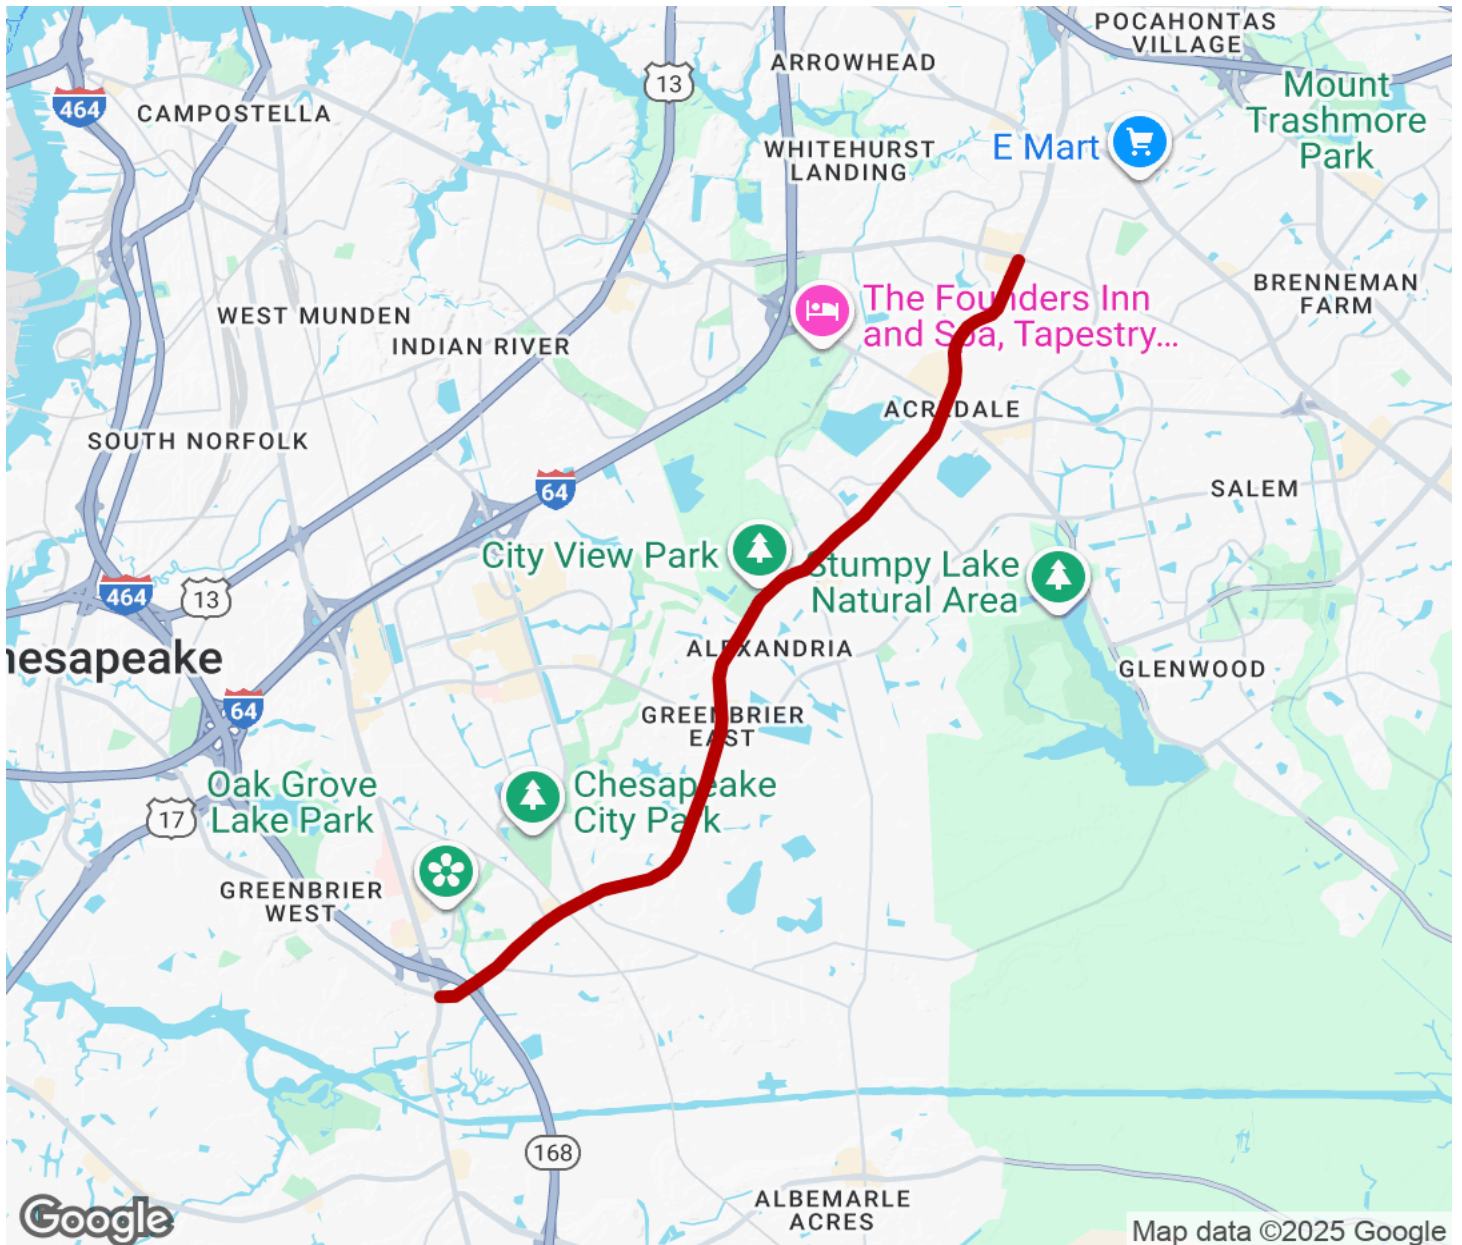 POCAHONTAS
VILLAGE
ARROWHEAD
13
464
CAMPOSTELLA
Mount
Trashmore
Park
E Mart
WHITEHURST
LANDING
BRENNEMAN
FARM
The Founders Inn
and Spa, Tapestry...
WEST MUNDEN
INDIAN RIVER
ACREDALE
SOUTH NORFOLK
64
SALEM
City View Park
Stumpy Lake
Natural Area
464
13
ALEXANDRIA
hesapeake
GLENWOOD
64
GREENBRIER
EAST
Oak Grove
Lake Park
17
Chesapeake
City Park
GREENBRIER
WEST
168
ALBEMARLE
ACRES
Google
Map data ©2025 Google